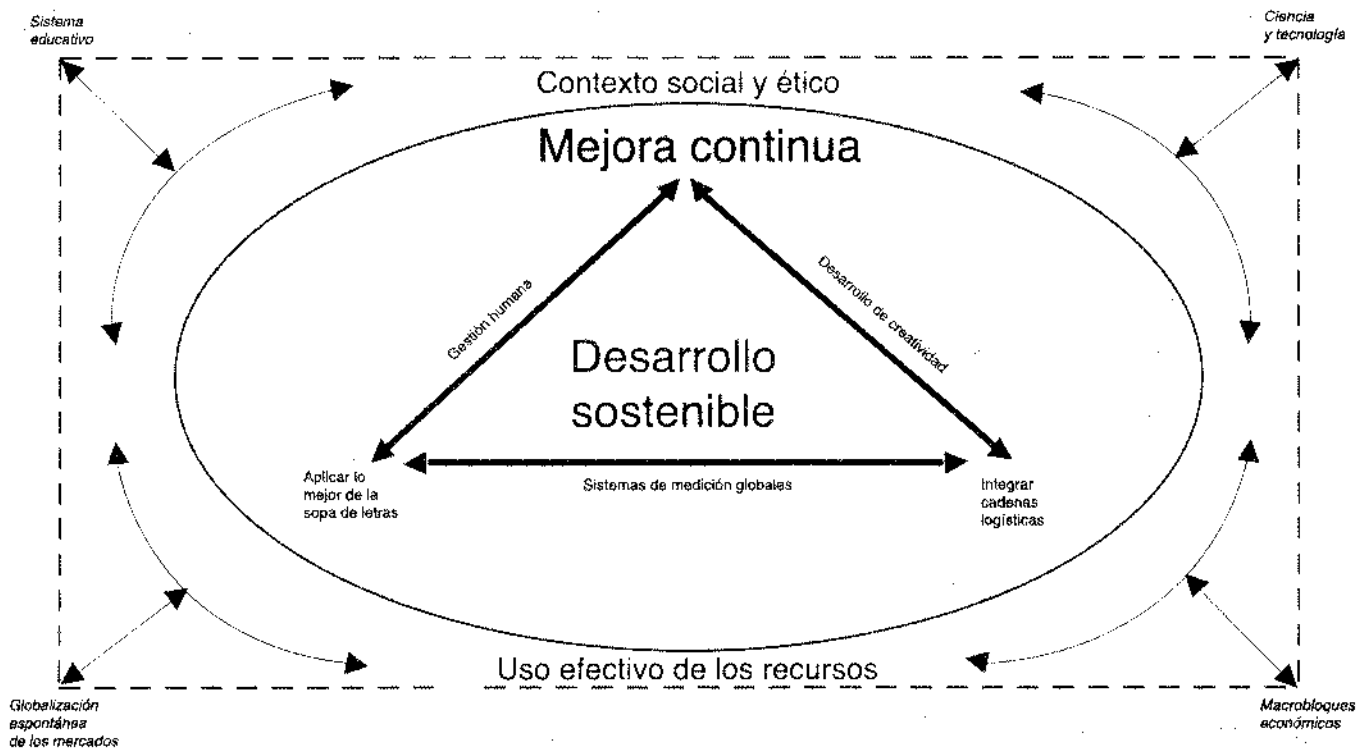 Sistema
educativo
Ciencia
y tecnología
Contexto social y ético
Mejora continua
Gestión humana
Desarrollo de creatividad
Desarrollo
sostenible
Aplicar lo
mejor de la
sopa de letras
Sistemas de medición globales
Integrar
cadenas
logísticas
Uso efectivo de los recursos
Globalización
espontánea
de los mercados
Macrobloques
económicos